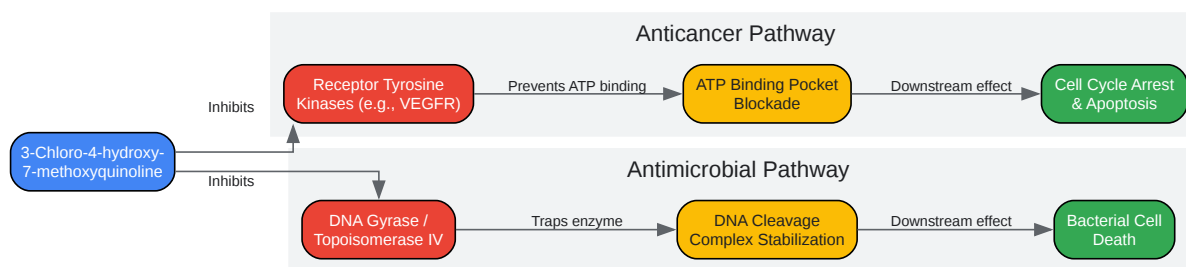 Anticancer Pathway
Receptor Tyrosine
Kinases (e.g., VEGFR)
Prevents ATP binding
ATP Binding Pocket
Blockade
Downstream effect
Cell Cycle Arrest
& Apoptosis
Inhibits
3-Chloro-4-hydroxy-
7-methoxyquinoline
Inhibits
Antimicrobial Pathway
DNA Gyrase /
Topoisomerase IV
Traps enzyme
DNA Cleavage
Complex Stabilization
Downstream effect
Bacterial Cell
Death